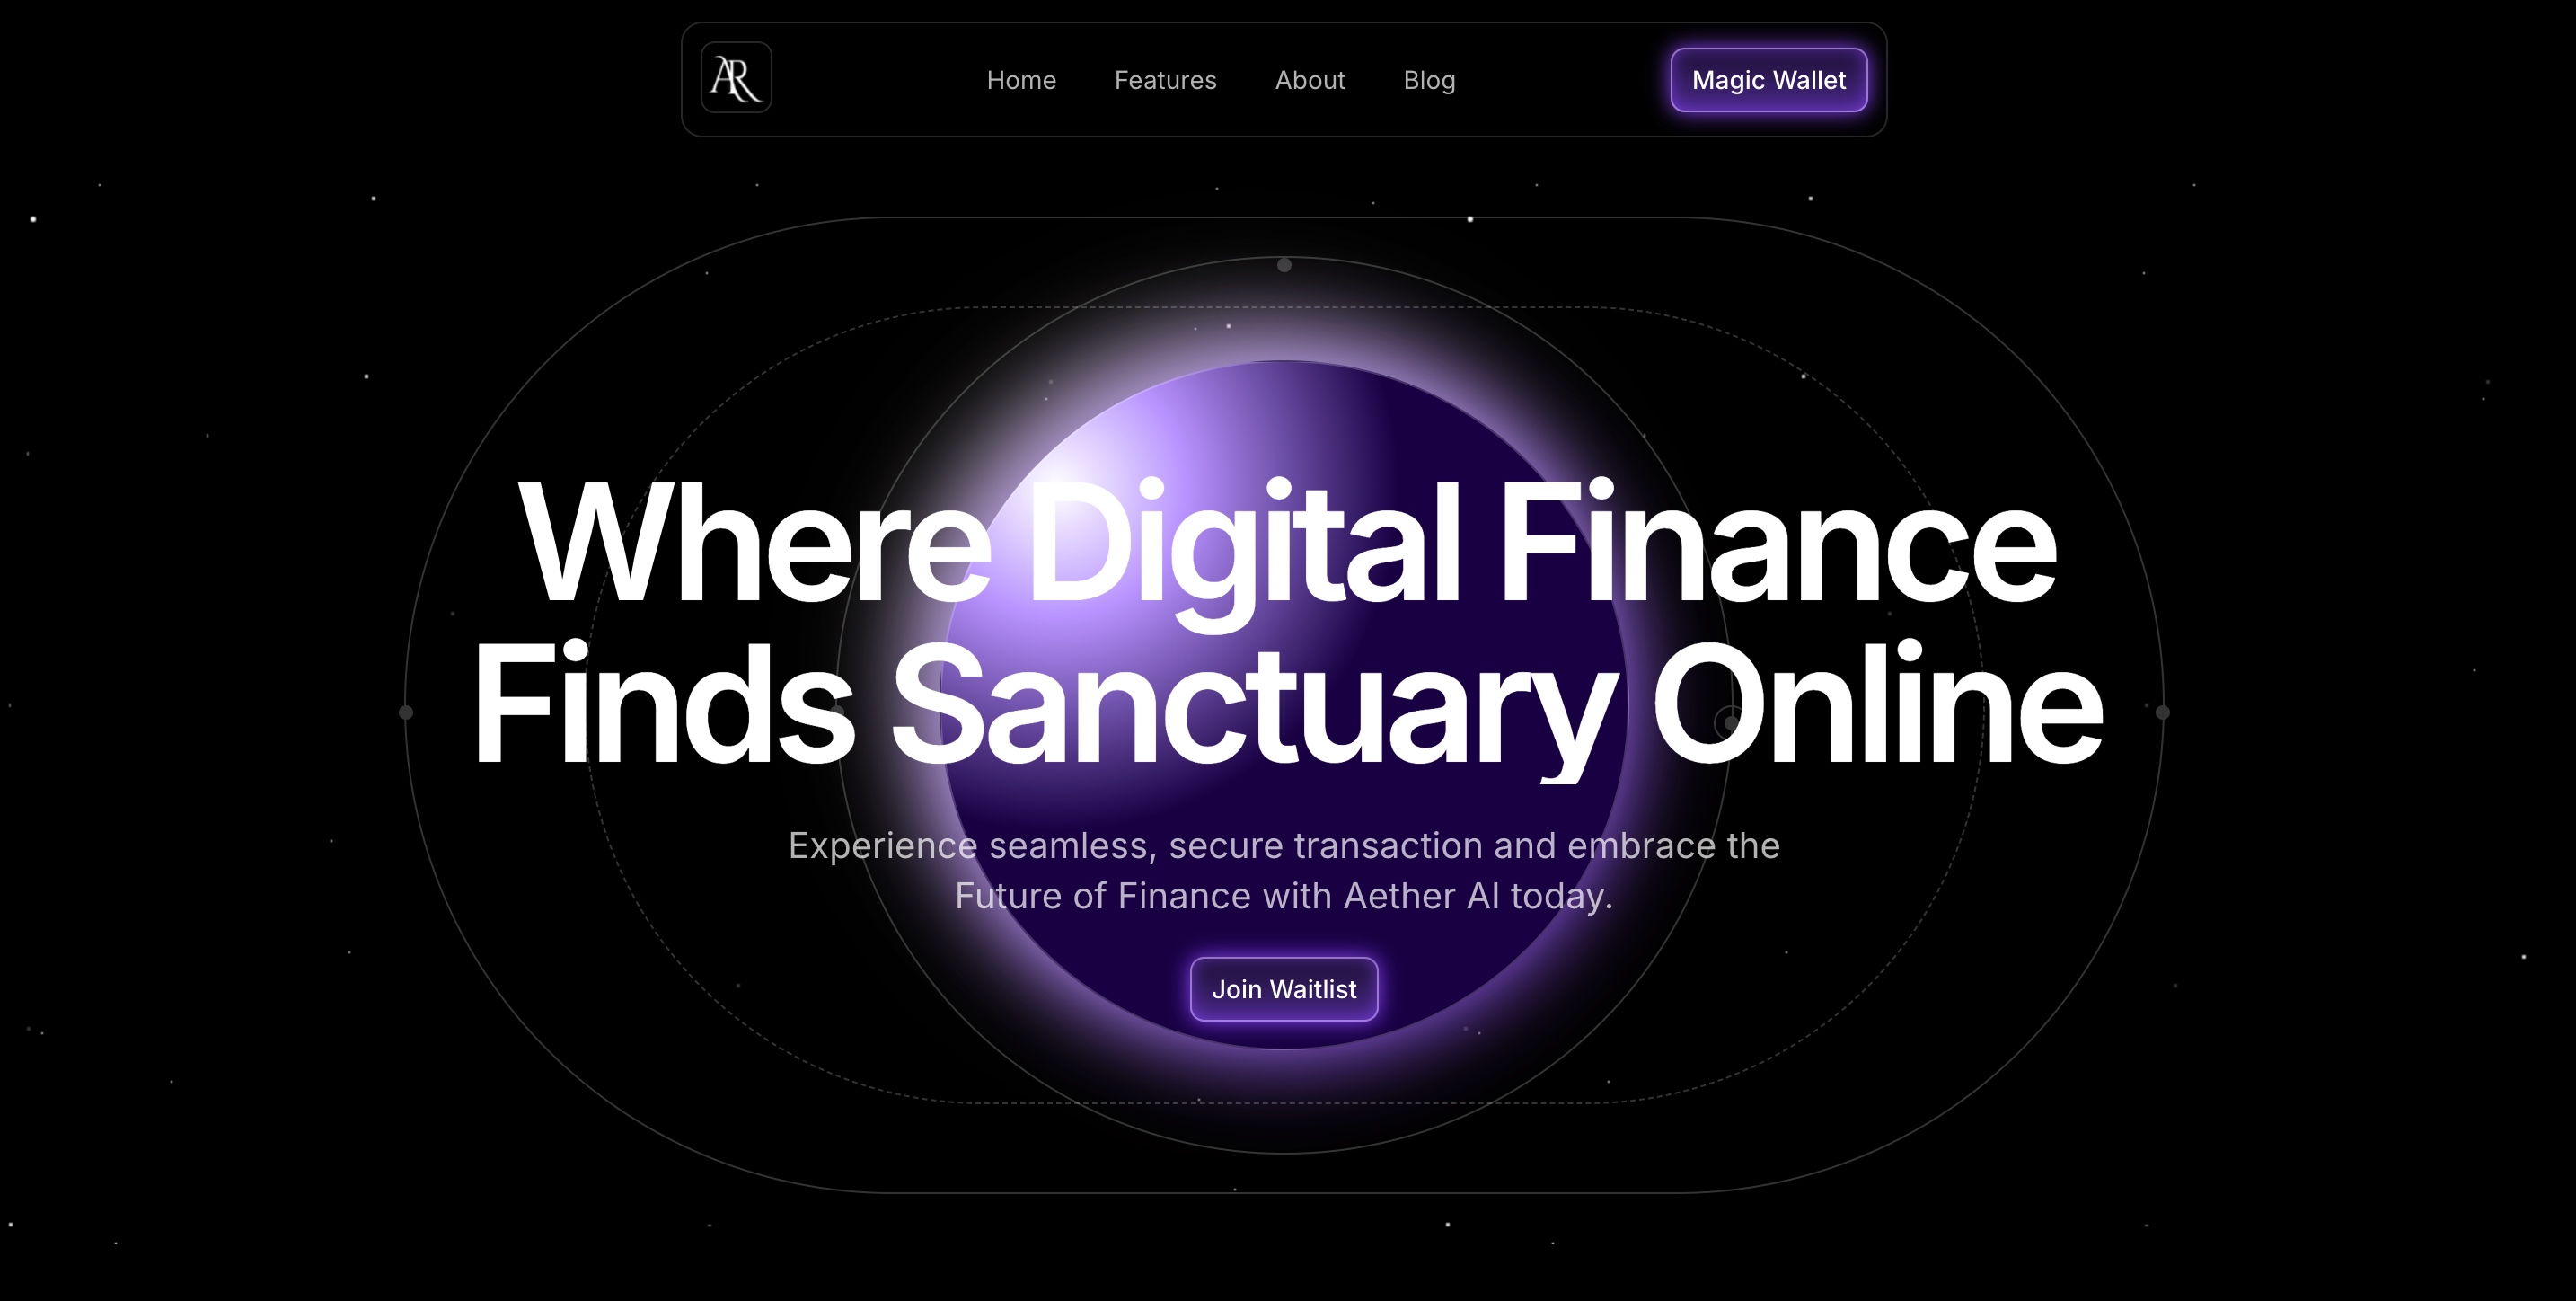 AR
Home
Features
About
Blog
Magic Wallet
Where Digital Finance
Finds Sanctuary Online
Experience seamless, secure transaction and embrace the
Future of Finance with Aether AI today.
Join Waitlist